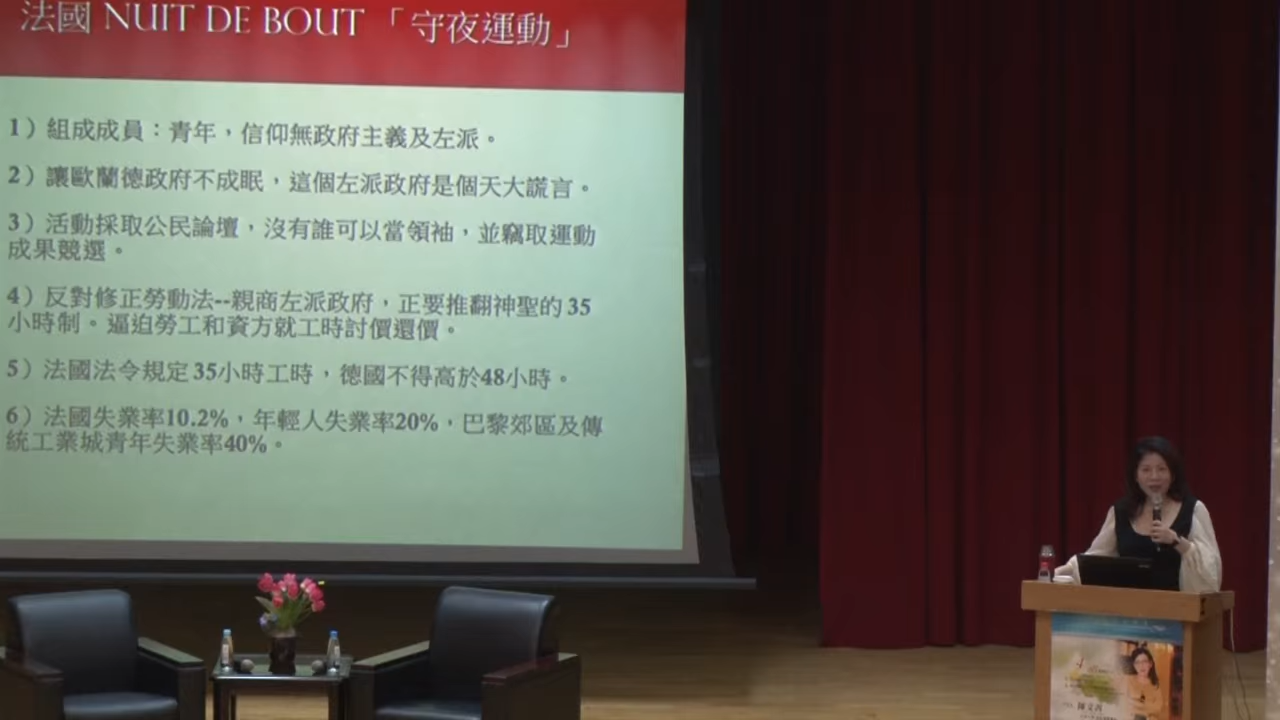 法國 NUIT DE BOUT「守夜運動」
1）組成成員：青年，信仰無政府主義及左派。
2）讓歐蘭德政府不成眠，這個左派政府是個天大謊言。
3）活動採取公民論壇，沒有誰可以當領袖，並竊取運動
成果競選。
4）反對修正勞動法--親商左派政府，正要推翻神聖的 35
小時制。逼迫勞工和資方就工時討價還價。
5）法國法令規定 35小時工時，德國不得高於48小時。
6）法國失業率10.2%，年輕人失業率20%，巴黎郊區及傳
統工業城青年失業率40%。